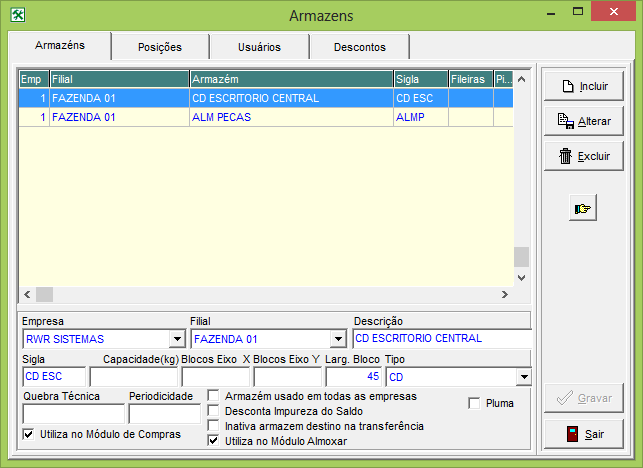 Armazens
Armazéns Posições Usuários Descontos
Emp Filial Armazém Sigla Fileiras Pi...
1 FAZENDA 01 CD ESCRITORIO CENTRAL CD ESC
1 FAZENDA 01 ALM PECAS ALMP
Incluir
Alterar
Excluir
Empresa Filial Descrição
RWR SISTEMAS FAZENDA 01 CD ESCRITORIO CENTRAL
Sigla Capacidade(kg) Blocos Eixo X Blocos Eixo Y Larg. Bloco Tipo
CD ESC 45 CD
Quebra Técnica Periodicidade
Armazém usado em todas as empresas
Desconta Impureza do Saldo
Inativa armazem destino na transferência
Utiliza no Módulo Almoxar
Utiliza no Módulo de Compras
Pluma
Gravar
Sair